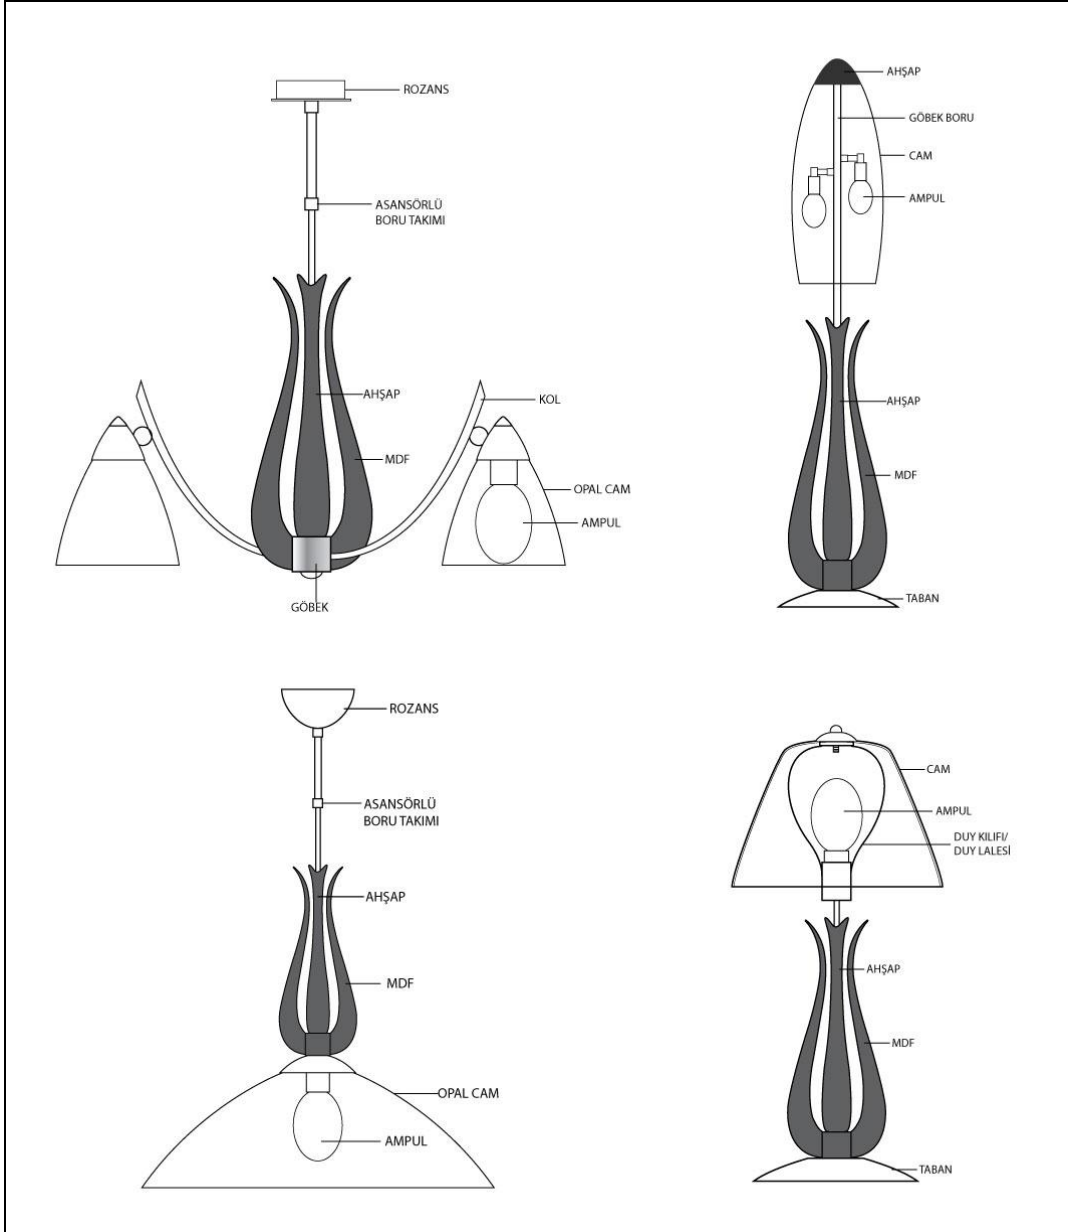 ROZANS
ASANSÖRLÜ
BORU TAKIMI
AHŞAP
KOL
MDF
OPAL CAM
AMPUL
GÖBEK
AHŞAP
GÖBEK BORU
CAM
AMPUL
AHŞAP
MDF
TABAN
ROZANS
ASANSÖRLÜ
BORU TAKIMI
AHŞAP
MDF
OPAL CAM
AMPUL
CAM
AMPUL
DUY KILIFI/
DUY LALESİ
AHŞAP
MDF
TABAN